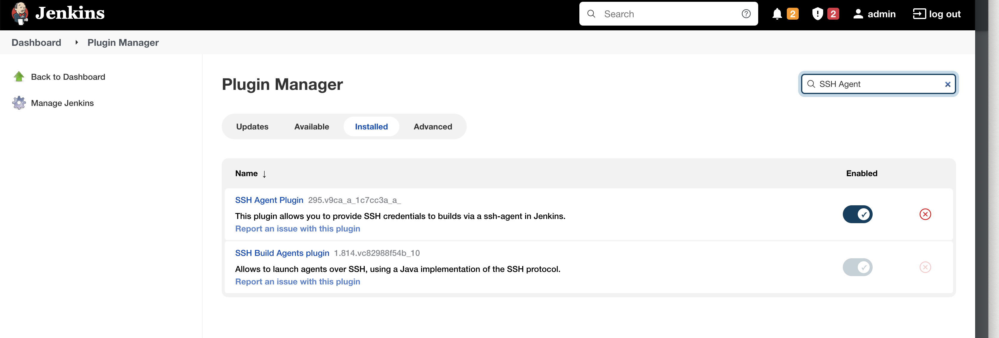 Jenkins
Search
2
2
admin
log out
Dashboard
Plugin Manager
Back to Dashboard
Manage Jenkins
Plugin Manager
SSH Agent
Updates
Available
Installed
Advanced
Name ↓
Enabled
SSH Agent Plugin 295.v9ca_a_1c7cc3a_a_
This plugin allows you to provide SSH credentials to builds via a ssh-agent in Jenkins.
Report an issue with this plugin
SSH Build Agents plugin 1.814.vc82988f54b_10
Allows to launch agents over SSH, using a Java implementation of the SSH protocol.
Report an issue with this plugin